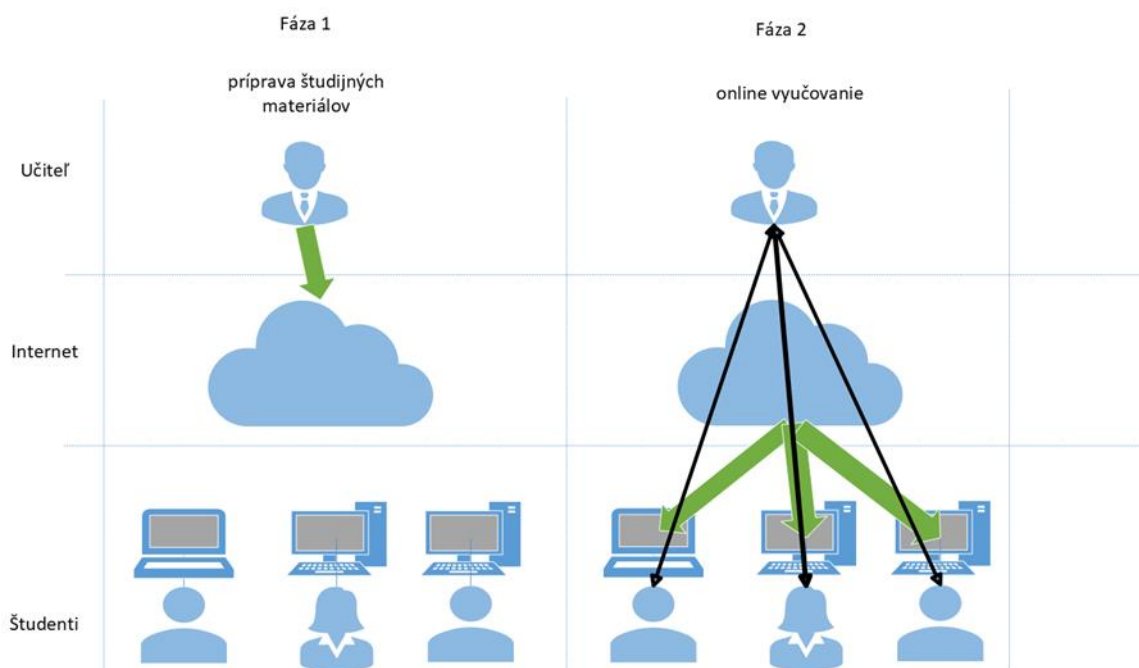 Fáza 1
Fáza 2
príprava študijných
materiálov
online vyučovanie
Učiteľ
Internet
Študenti